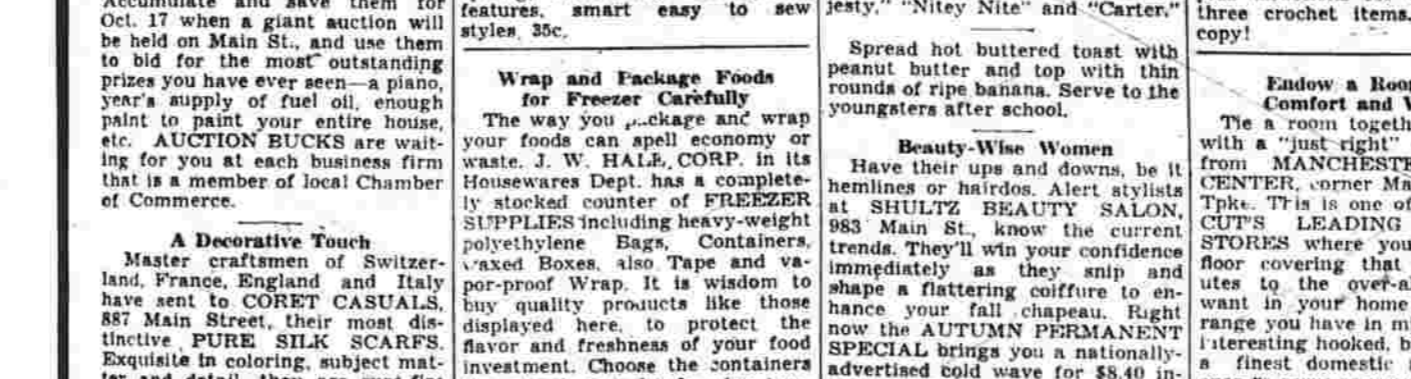 Accumulate and save them for
Oct. 17 when a giant auction will
be held on Main St., and use them
to bid for the most outstanding
prizes you have ever seen—a piano,
year's supply of fuel oil, enough
paint to paint your entire house,
etc. AUCTION BUCKS are wait-
ing for you at each business firm
that is a member of local Chamber
of Commerce.
A Decorative Touch
Master craftsmen of Switzer-
land, France, England and Italy
have sent to CORET CASUALS,
887 Main Street, their most dis-
tinctive PURE SILK SCARFS.
Exquisite in coloring, subject mat-
features, smart easy to sew
styles, 35c.
Wrap and Package Foods
for Freezer Carefully
The way you package and wrap
your foods can spell economy or
waste. J. W. HALE CORP. in its
Housewares Dept. has a complete-
ly stocked counter of FREEZER
SUPPLIES including heavy-weight
polyethylene Bags, Containers,
waxed Boxes, also Tape and va-
por-proof Wrap. It is wisdom to
buy quality products like those
displayed here, to protect the
flavor and freshness of your food
investment. Choose the containers
jesty," "Nitey Nite" and "Carter."
Spread hot buttered toast with
peanut butter and top with thin
rounds of ripe banana. Serve to the
youngsters after school.
Beauty-Wise Women
Have their ups and downs, be it
hemlines or hairdos. Alert stylists
at SHULTZ BEAUTY SALON,
983 Main St., know the current
trends. They'll win your confidence
immediately as they snip and
shape a flattering coiffure to en-
hance your fall chapeau. Right
now the AUTUMN PERMANENT
SPECIAL brings you a nationally-
advertised cold wave for $8.40 in-
three crochet items.
copy!
Endow a Roo
Comfort and
Tie a room togeth
with a "just right"
from MANCHESTE
CENTER, corner Ma
Tpke. This is one of
CUT'S LEADING
STORES where you
floor covering that
utes to the over-a
want in your home
range you have in m
interesting hooked, b
a finest domestic